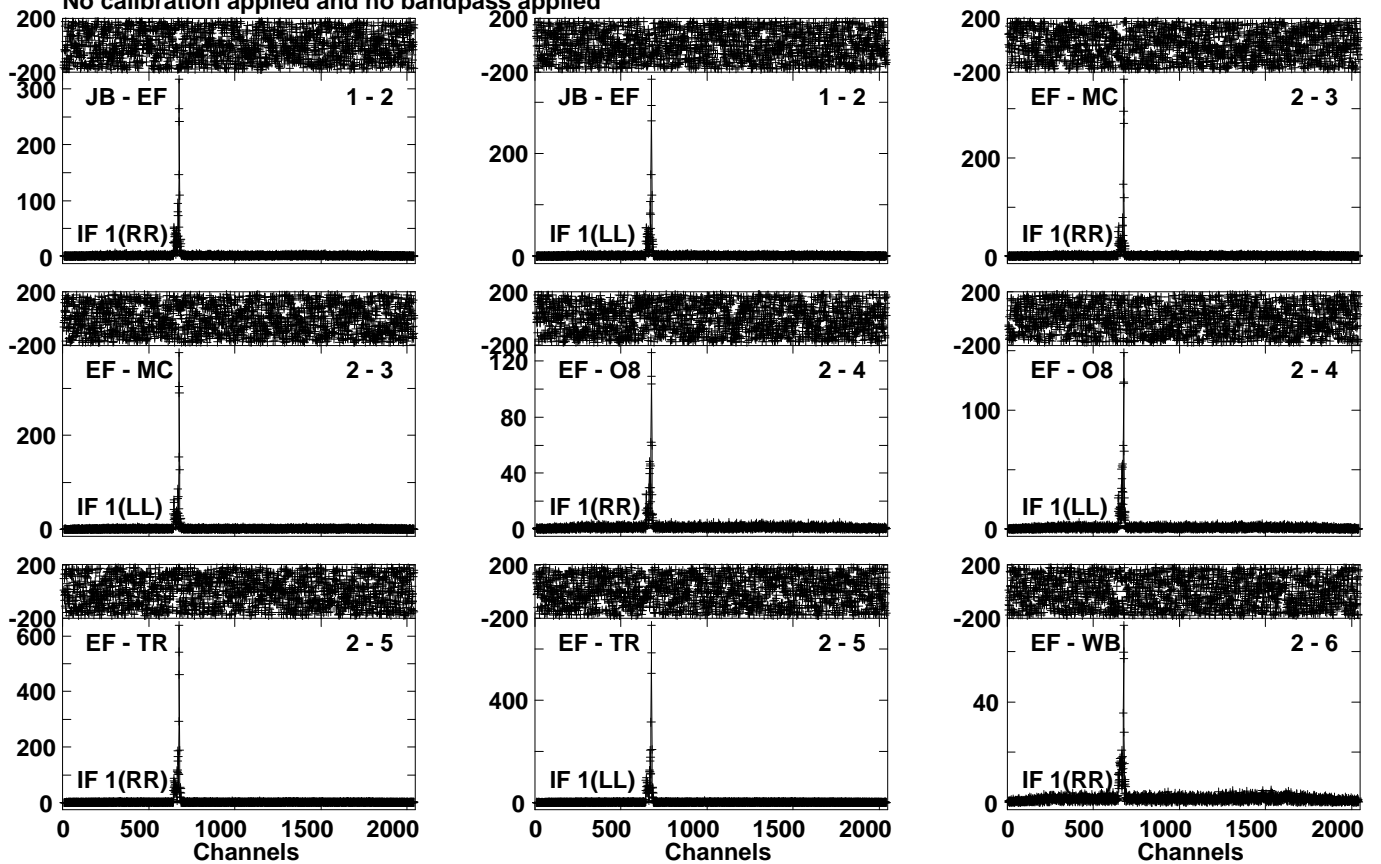 No calibration applied and no bandpass applied
200 200 200
-200 -200 -200
300
JB - EF 1 - 2 JB - EF 1 - 2 EF - MC 2 - 3
200 200 200
100
IF 1(RR) IF 1(LL) IF 1(RR)
0 0 0
200 200 200
-200 -200 -200
120
EF - MC 2 - 3 EF - O8 2 - 4 EF - O8 2 - 4
200 80 100
40
IF 1(LL) IF 1(RR) IF 1(LL)
0 0 0
200 200 200
-200 -200 -200
600
EF - TR 2 - 5 EF - TR 2 - 5 EF - WB 2 - 6
400 400 40
200
IF 1(RR) IF 1(LL) IF 1(RR)
0 0 0
0 500 1000 1500 2000 0 500 1000 1500 2000 0 500 1000 1500 2000
Channels Channels Channels